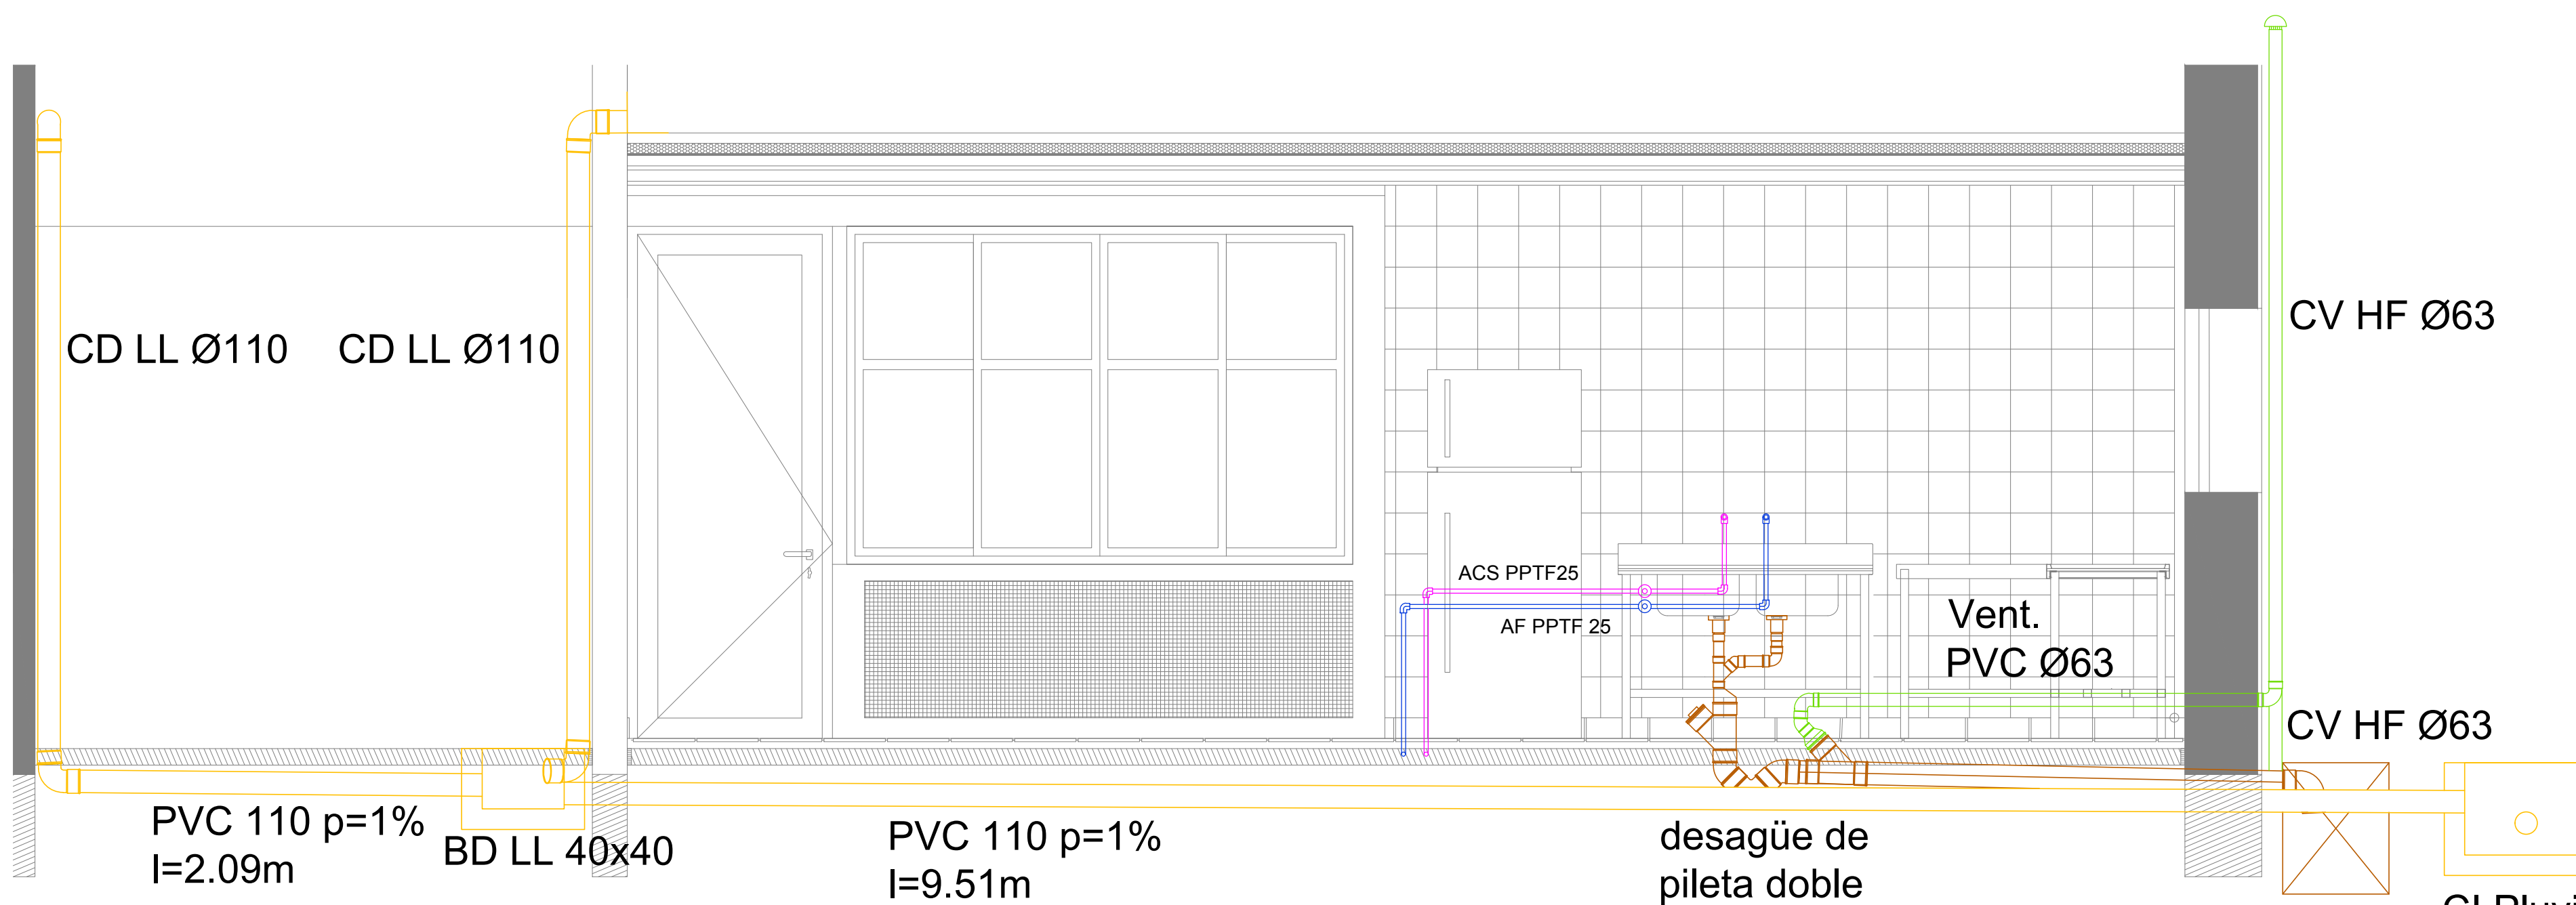 CD LL Ø110
CD LL Ø110
CV HF Ø63
ACS PPTF25
AF PPTF 25
Vent.
PVC Ø63
CV HF Ø63
PVC 110 p=1%
l=2.09m
BD LL 40x40
PVC 110 p=1%
l=9.51m
desagüe de
pileta doble